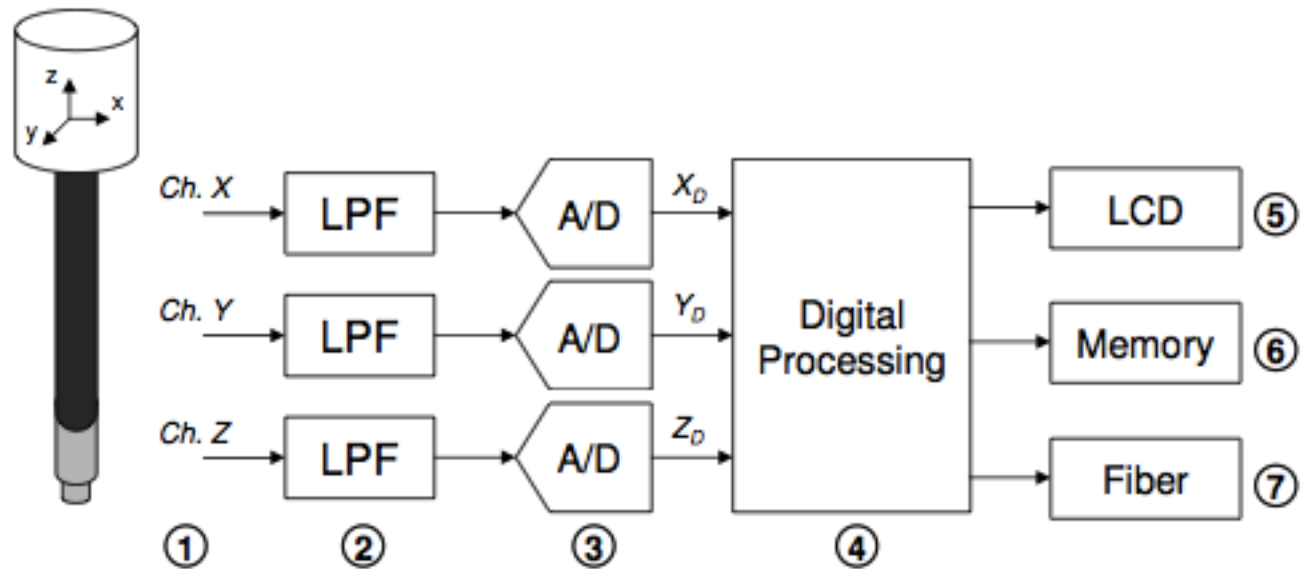 z
x
y
Ch. X
LPF
A/D
X_D
LCD
⑤
Ch. Y
LPF
A/D
Y_D
Digital
Processing
Memory
⑥
Ch. Z
LPF
A/D
Z_D
Fiber
⑦
① ② ③ ④